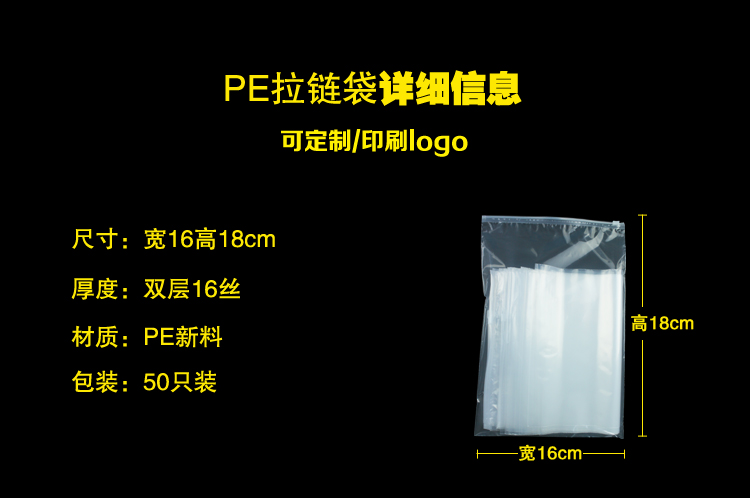 PE拉链袋详细信息
可定制/印刷logo
尺寸：宽16高18cm
厚度：双层16丝
材质：PE新料
包装：50只装
高18cm
宽16cm